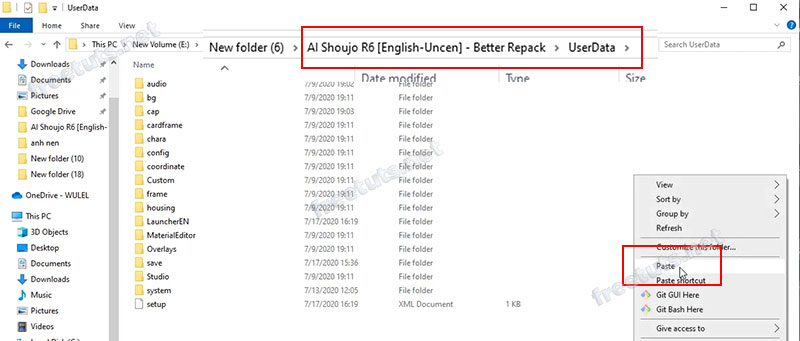 UserData
File Home Share View
This PC New Volume (E:) New folder (6) AI Shoujo R6 [English-Uncen] - Better Repack UserData Search UserData
Name Date modified Type Size
Downloads
Documents
Pictures
Google Drive
AI Shoujo R6 [English-
anh nen
New folder (10)
New folder (2)
OneDrive - WULEL
This PC
3D Objects
Desktop
Documents
Downloads
Music
Pictures
Videos
audio 7/9/2020 19:02 File folder
bg 7/9/2020 19:11 File folder
cap 7/9/2020 19:03 File folder
cardframe 7/9/2020 19:11 File folder
chara 7/9/2020 19:11 File folder
config 7/9/2020 19:11 File folder
coordinate 7/9/2020 19:11 File folder
Custom 7/9/2020 19:11 File folder
frame 7/9/2020 19:11 File folder
housing 7/9/2020 19:11 File folder
LauncherEN 7/17/2020 16:19 File folder
MaterialEditor 7/9/2020 19:11 File folder
Overlays 7/9/2020 19:11 File folder
save 7/17/2020 15:36 File folder
Studio 7/9/2020 19:11 File folder
system 7/13/2020 12:05 File folder
setup 7/17/2020 16:19 XML Document 1 KB
View
Sort by
Group by
Refresh
Customize this folder...
Paste
Paste shortcut
Git GUI Here
Git Bash Here
Give access to
freetuts.net
freetuts.net
freetuts.net